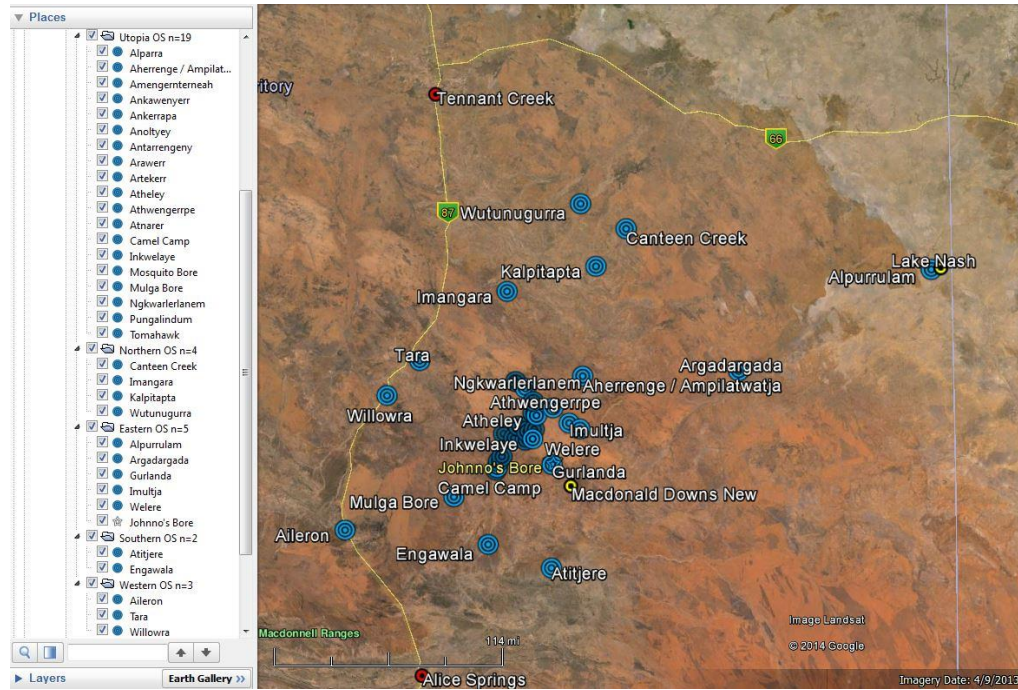 Places
Utopia OS n=19
Alparra
Aherrenge / Ampilat...
Amengernterneah
Ankawenyerr
Ankerrapa
Anoltyey
Antarrengeny
Arawerr
Artekerr
Atheley
Athwengerrpe
Atnarer
Camel Camp
Inkwelaye
Mosquito Bore
Mulga Bore
Ngkwarlerlanem
Pungalindum
Tomahawk
Northern OS n=4
Canteen Creek
Imangara
Kalpitapta
Wutunugurra
Eastern OS n=5
Alpurrulam
Argadargada
Gurlanda
Imultja
Welere
Johnno's Bore
Southern OS n=2
Atitjere
Engawala
Western OS n=3
Aileron
Tara
Willowra
Layers
Earth Gallery >>
ritory
Tennant Creek
66
87
Wutunugurra
Canteen Creek
Lake Nash
Alpurrulam
Kalpitapta
Imangara
Tara
Argadargada
Ngkwarlerlanem
Aherrenge / Ampilatwatja
Willowra
Athwengerrpe
Atheley
Imultja
Inkwelaye
Welere
Johnno's Bore
Gurlanda
Camel Camp
Macdonald Downs New
Mulga Bore
Aileron
Engawala
Atitjere
Image Landsat
Macdonnell Ranges
114 mi
© 2014 Google
Alice Springs
Imagery Date: 4/9/2013